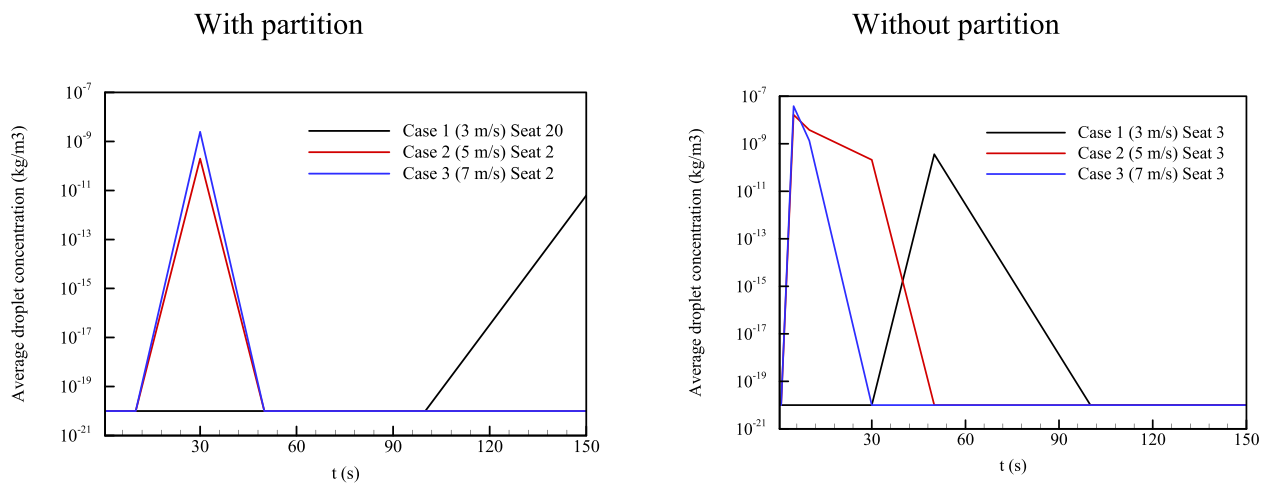 With partition
Without partition
Average droplet concentration (kg/m3)
10-7
10-9
10-11
10-13
10-15
10-17
10-19
10-21
Case 1 (3 m/s) Seat 20
Case 2 (5 m/s) Seat 2
Case 3 (7 m/s) Seat 2
30 60 90 120 150
t (s)
Average droplet concentration (kg/m3)
10-7
10-9
10-11
10-13
10-15
10-17
10-19
10-21
Case 1 (3 m/s) Seat 3
Case 2 (5 m/s) Seat 3
Case 3 (7 m/s) Seat 3
30 60 90 120 150
t (s)